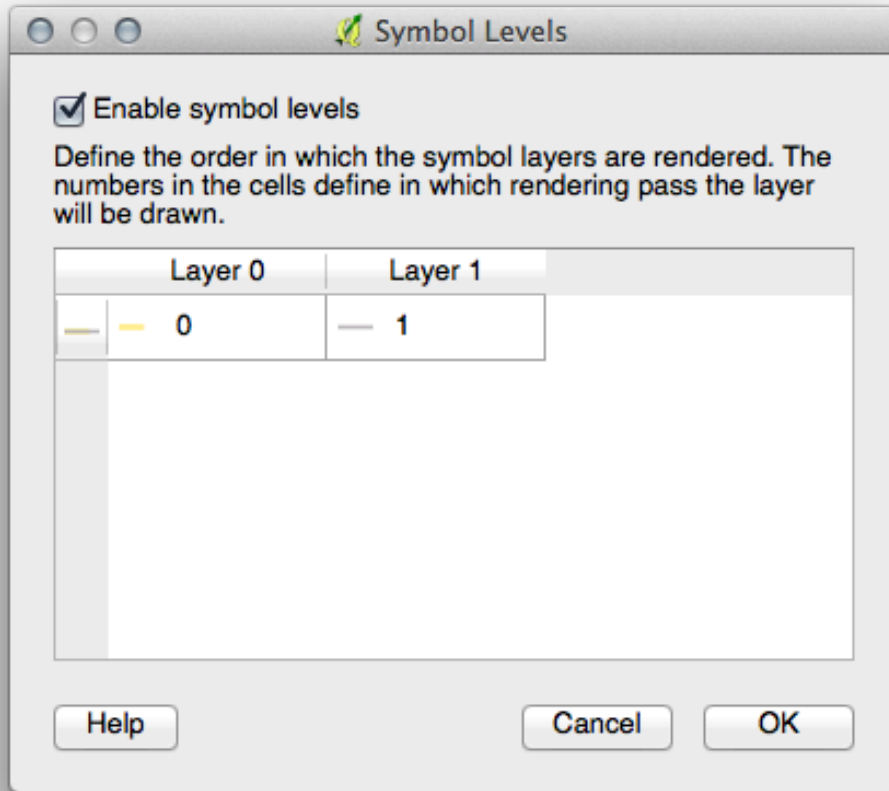 Symbol Levels
Enable symbol levels
Define the order in which the symbol layers are rendered. The
numbers in the cells define in which rendering pass the layer
will be drawn.
Layer 0 Layer 1
0 1
Help Cancel OK